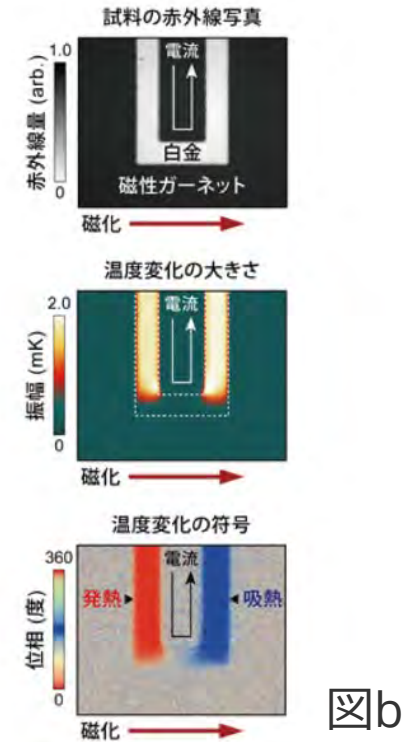 試料の赤外線写真
1.0
赤外線量 (arb.)
0
電流
白金
磁性ガーネット
磁化
温度変化の大きさ
2.0
振幅 (mK)
0
電流
磁化
温度変化の符号
360
位相 (度)
0
電流
発熱
吸熱
磁化
図b